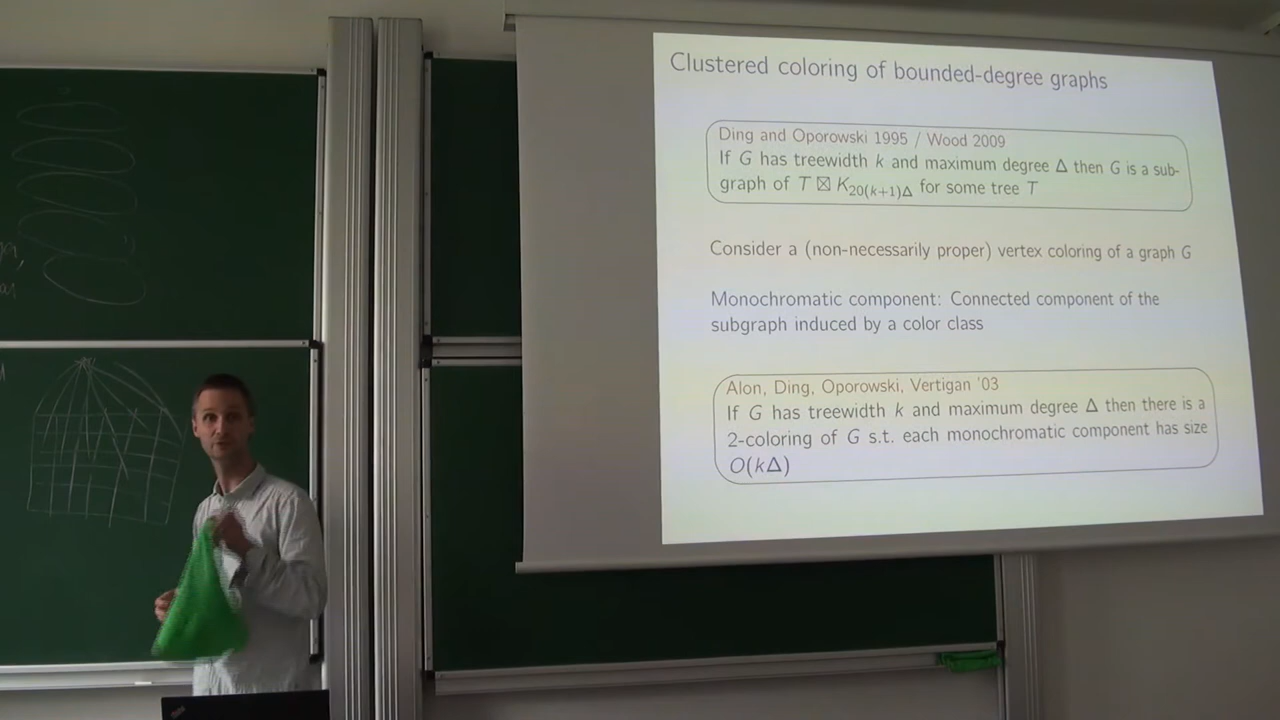 Clustered coloring of bounded-degree graphs
Ding and Oporowski 1995 / Wood 2009
If G has treewidth k and maximum degree Δ then G is a sub-
graph of T ⊠ K₂₀₍ₖ₊₁₎Δ for some tree T
Consider a (non-necessarily proper) vertex coloring of a graph G
Monochromatic component: Connected component of the
subgraph induced by a color class
Alon, Ding, Oporowski, Vertigan '03
If G has treewidth k and maximum degree Δ then there is a
2-coloring of G s.t. each monochromatic component has size
O(kΔ)